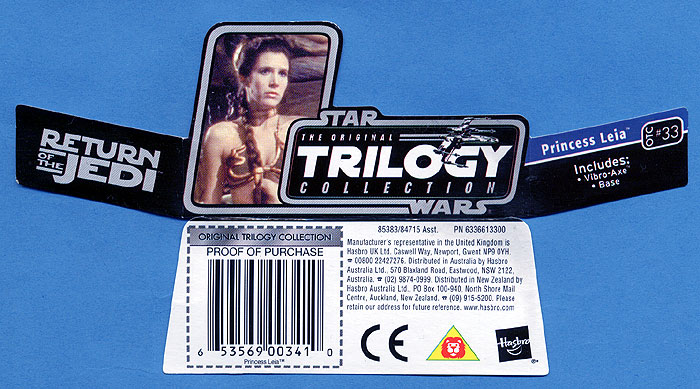 RETURN
OF THE
JEDI
STAR
THE ORIGINAL
TRILOGY
COLLECTION
WARS
Princess Leia™
OTC #33
Includes:
• Vibro-Axe
• Base
ORIGINAL TRILOGY COLLECTION
PROOF OF PURCHASE
6 53569 00341 0
Princess Leia™
85383/84715 Asst. PN 6336613300
Manufacturer's representative in the United Kingdom is
Hasbro UK Ltd. Caswell Way, Newport, Gwent NP9 0YH.
☎ 00800 22427276. Distributed in Australia by Hasbro
Australia Ltd., 570 Blaxland Road, Eastwood, NSW 2122,
Australia. ☎ (02) 9874-0999. Distributed in New Zealand by
Hasbro Australia Ltd. PO Box 100-940, North Shore Mail
Centre, Auckland, New Zealand. ☎ (09) 915-5200. Please
retain our address for future reference. www.hasbro.com
CE
Hasbro
®*